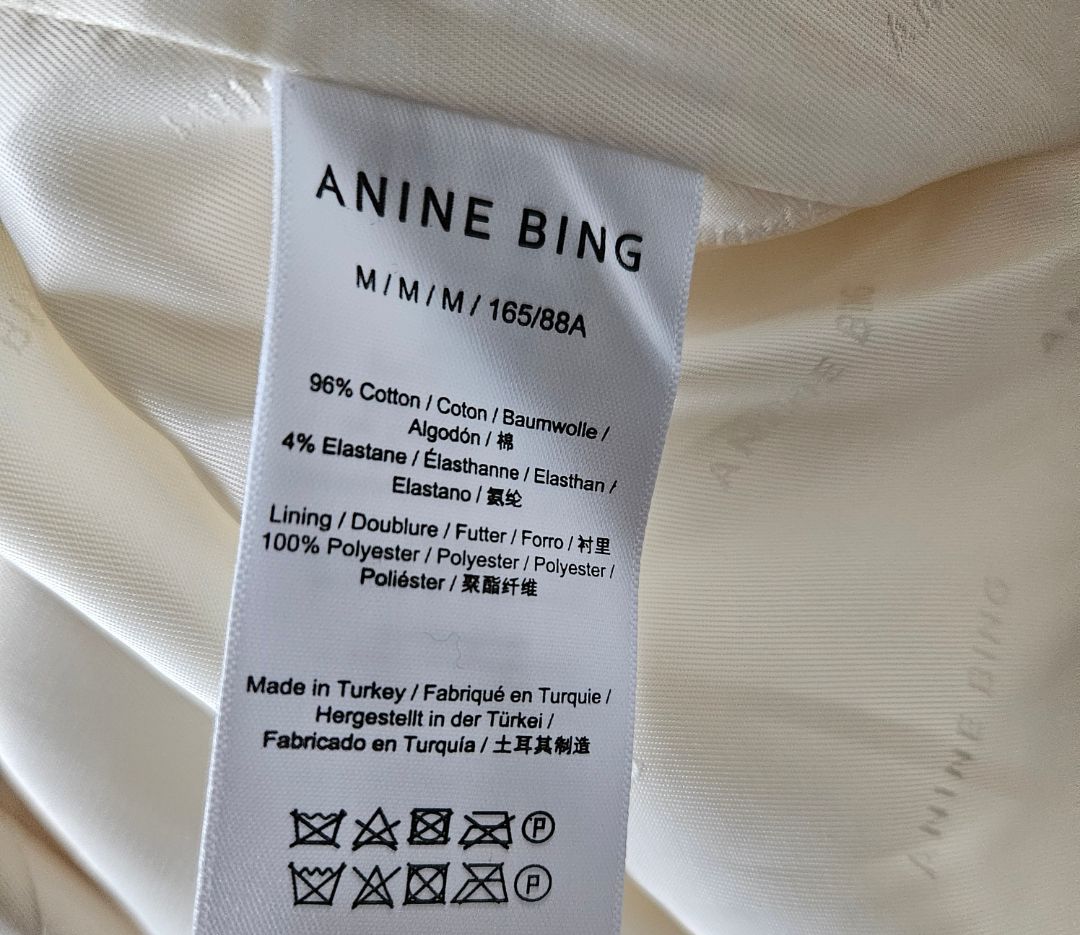 ANINE BING
M/M/M/165/88A
96% Cotton / Coton / Baumwolle /
Algodón / 棉
4% Elastane / Élasthanne / Elasthan /
Elastano / 氨纶
Lining / Doublure / Futter / Forro / 衬里
100% Polyester / Polyester / Polyester /
Poliéster / 聚酯纤维
Made in Turkey / Fabriqué en Turquie /
Hergestellt in der Türkei /
Fabricado en Turquía / 土耳其制造
P
P
ANINE BING